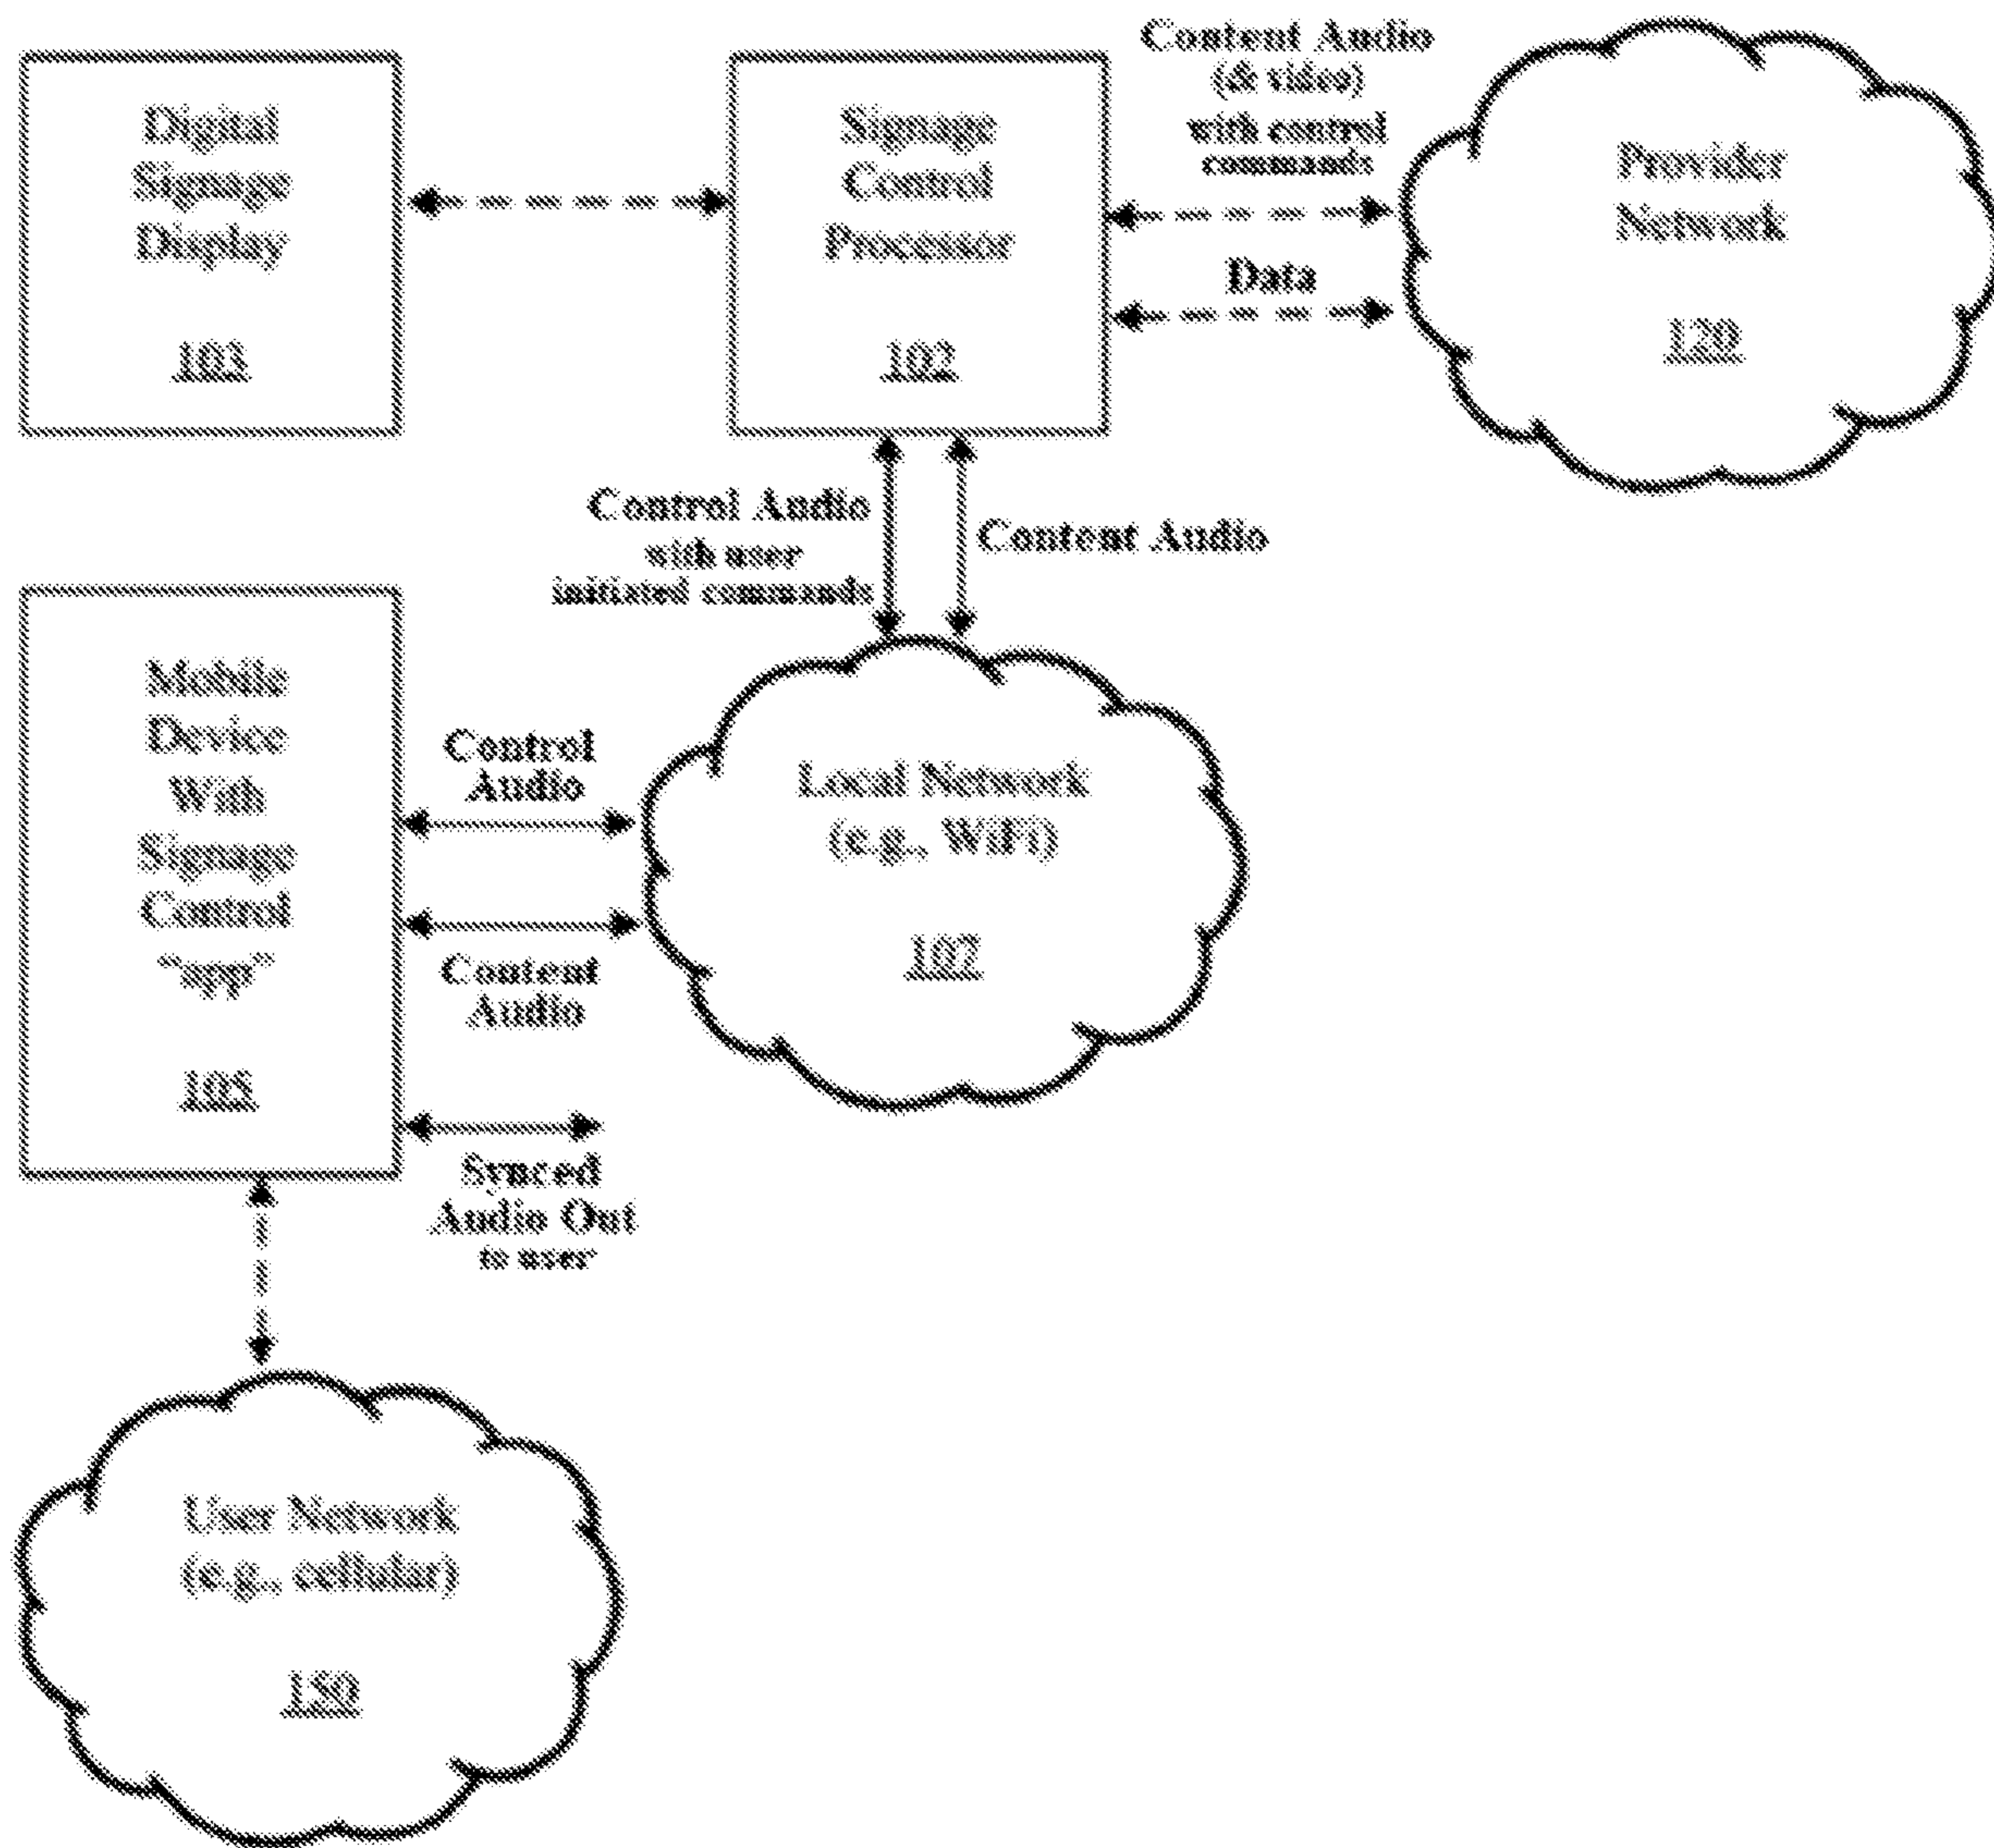 Digital
Signage
Display
103
Signage
Control
Processor
102
Content Audio
(& video)
with control
commands
Data
Provider
Network
120
Control Audio
with user
initiated commands
Content Audio
Mobile
Device
With
Signage
Control
"app"
105
Control
Audio
Content
Audio
Synced
Audio Out
to user
Local Network
(e.g., WiFi)
107
User Network
(e.g., cellular)
150